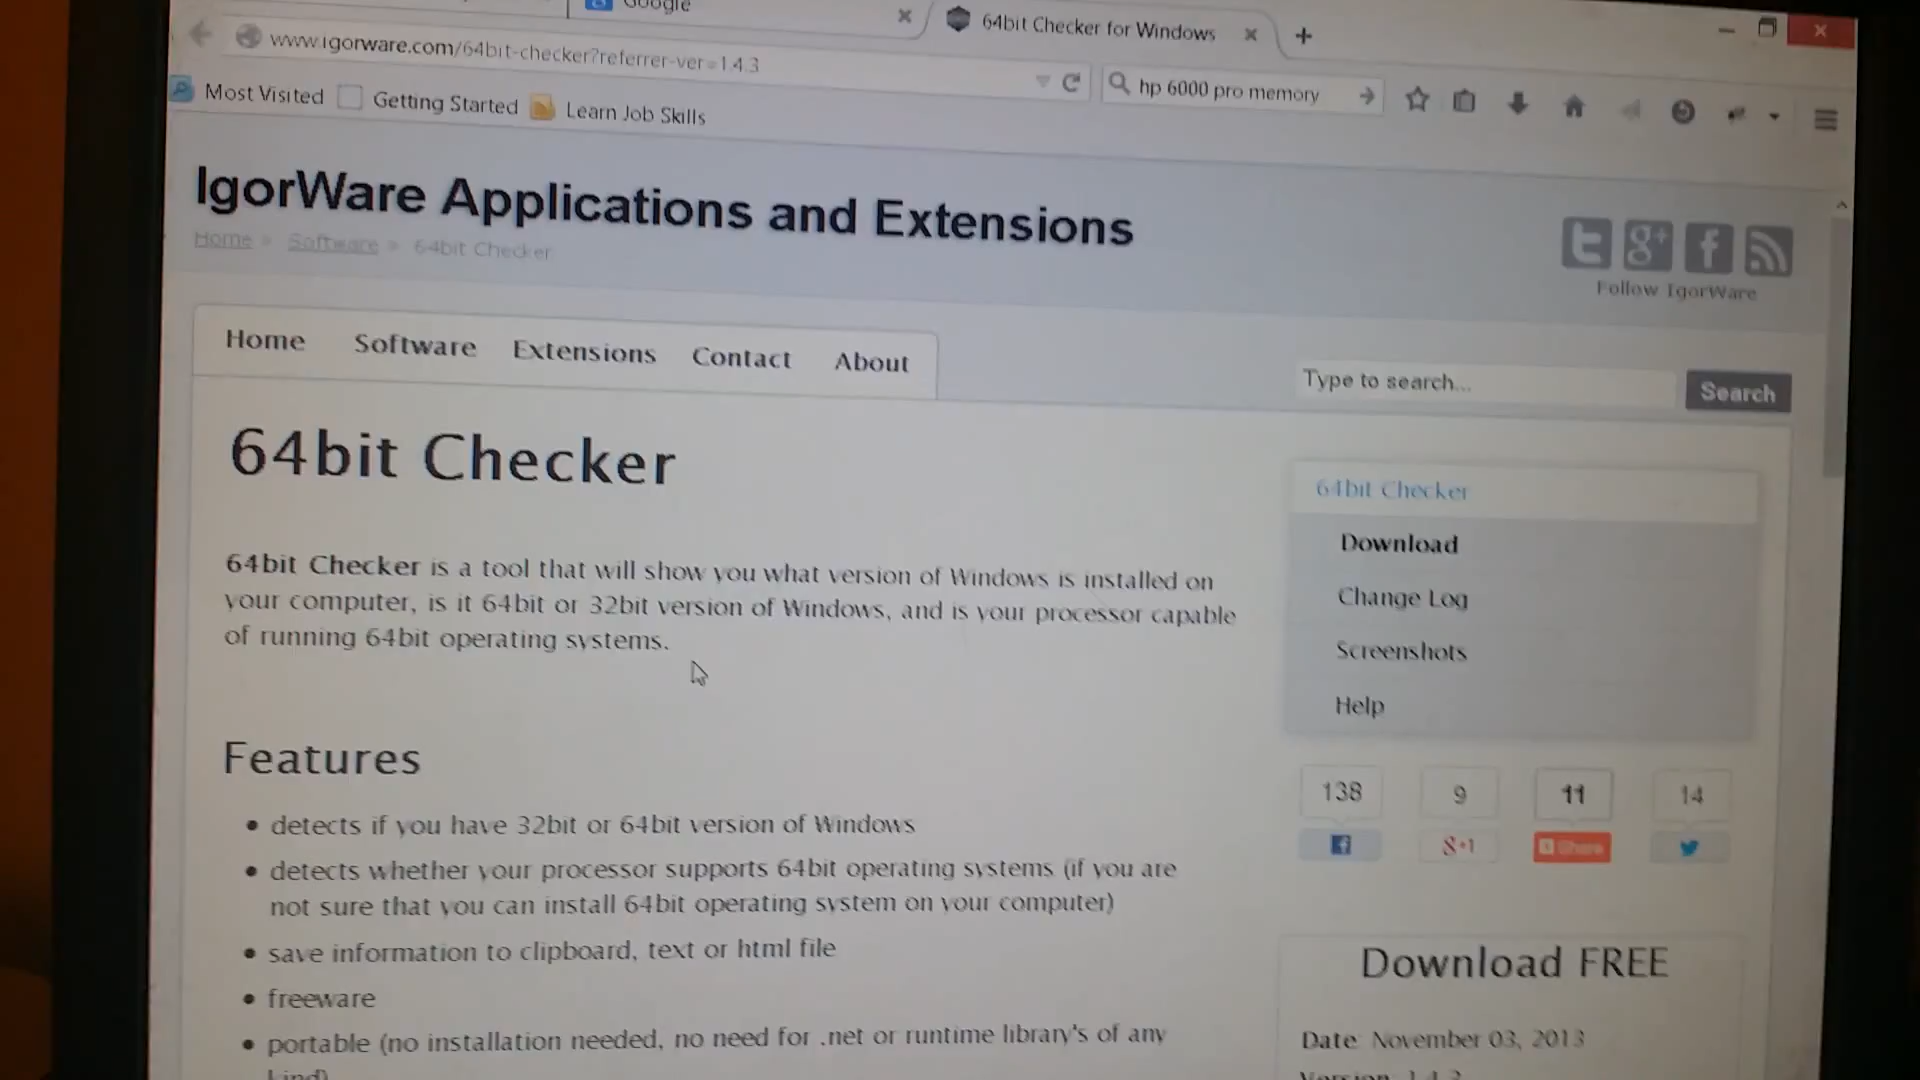 Google
64bit Checker for Windows
www.igorware.com/64bit-checker?referrer-ver=1.4.3
hp 6000 pro memory
Most Visited
Getting Started
Learn Job Skills
IgorWare Applications and Extensions
Home » Software » 64bit Checker
Follow IgorWare
Home
Software
Extensions
Contact
About
Type to search...
Search
64bit Checker
64bit Checker is a tool that will show you what version of Windows is installed on
your computer, is it 64bit or 32bit version of Windows, and is your processor capable
of running 64bit operating systems.
Features
• detects if you have 32bit or 64bit version of Windows
• detects whether your processor supports 64bit operating systems (if you are
not sure that you can install 64bit operating system on your computer)
• save information to clipboard, text or html file
• freeware
• portable (no installation needed, no need for .net or runtime library's of any
kind)
64bit Checker
Download
Change Log
Screenshots
Help
138
9
11
14
g+1
Share
Download FREE
Date: November 03, 2013
Version